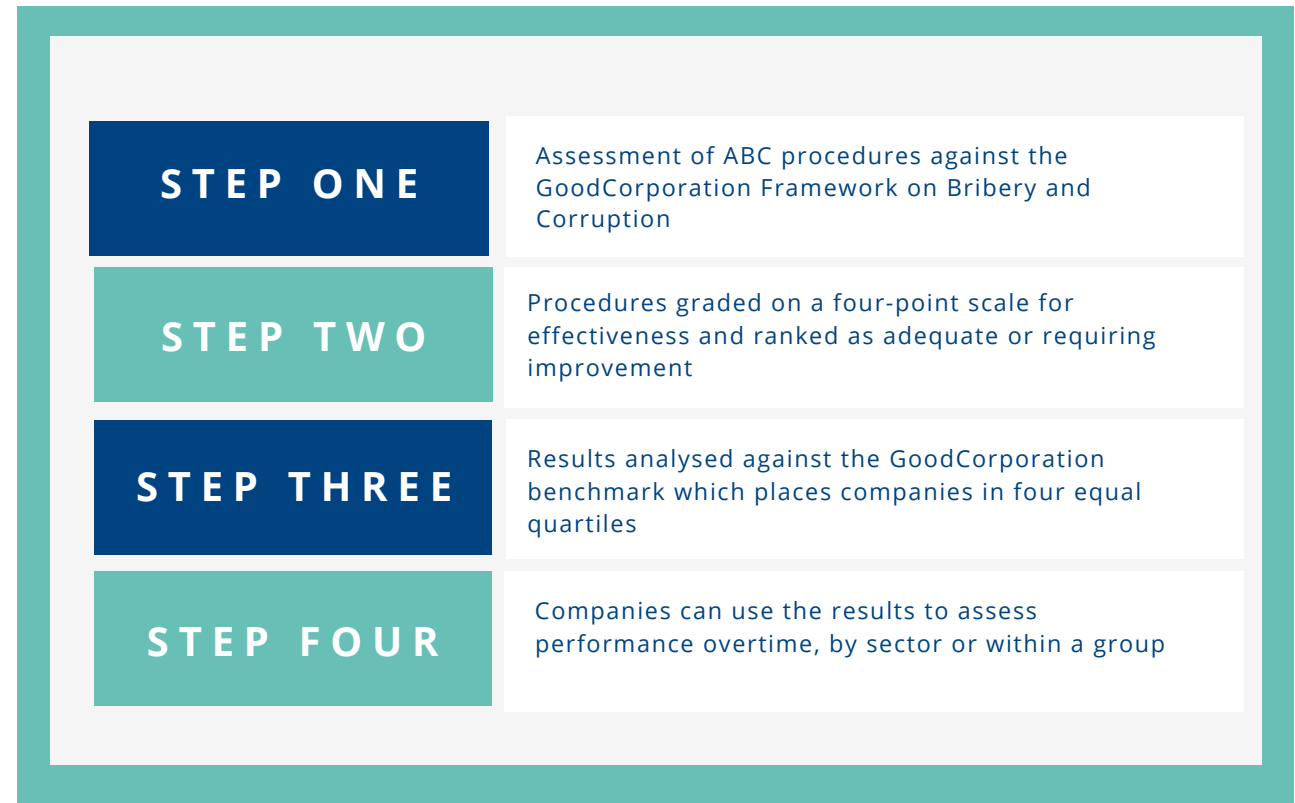 STEP ONE
Assessment of ABC procedures against the
GoodCorporation Framework on Bribery and
Corruption
STEP TWO
Procedures graded on a four-point scale for
effectiveness and ranked as adequate or requiring
improvement
STEP THREE
Results analysed against the GoodCorporation
benchmark which places companies in four equal
quartiles
STEP FOUR
Companies can use the results to assess
performance overtime, by sector or within a group